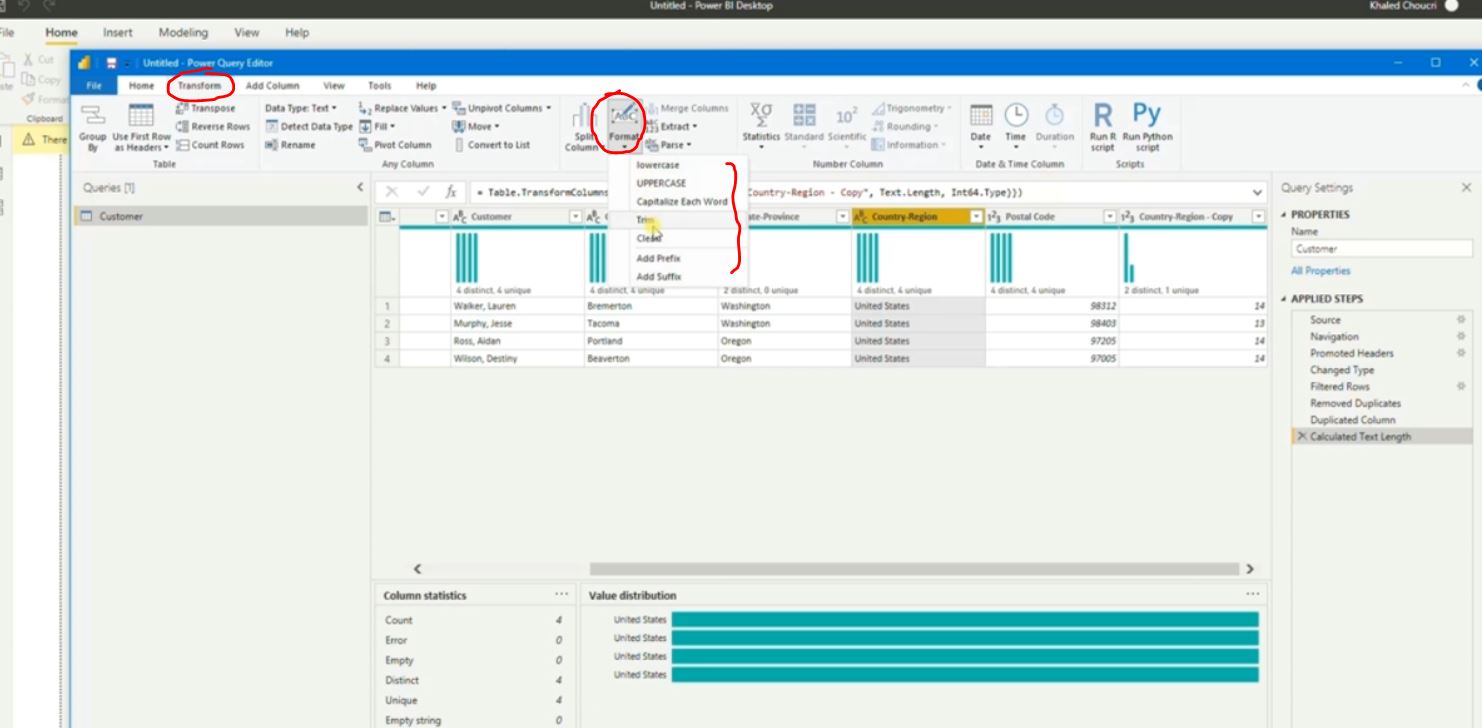 Untitled - Power BI Desktop
Khaled Choucri
File Home Insert Modeling View Help
Cut
Copy
Format
Clipboard
There
Untitled - Power Query Editor
File Home Transform Add Column View Tools Help
Group By
Use First Row as Headers
Transpose
Reverse Rows
Count Rows
Table
Data Type: Text
Detect Data Type
Rename
Replace Values
Fill
Pivot Column
Unpivot Columns
Move
Convert to List
Any Column
Split Column
Format
ABC
Merge Columns
Extract
Parse
Statistics
Standard
Scientific
10²
Trigonometry
Rounding
Information
Number Column
Date
Time
Duration
Date & Time Column
R
Run R script
Py
Run Python script
Scripts
lowercase
UPPERCASE
Capitalize Each Word
Trim
Clean
Add Prefix
Add Suffix
Queries [1]
Customer
fx = Table.TransformColumns
Country-Region - Copy", Text.Length, Int64.Type}})
Customer
Country-Region
Postal Code
Country-Region - Copy
4 distinct, 4 unique
4 distinct, 4 unique
2 distinct, 0 unique
4 distinct, 4 unique
4 distinct, 4 unique
2 distinct, 1 unique
1 Walker, Lauren Bremerton Washington United States 98312 14
2 Murphy, Jesse Tacoma Washington United States 98403 13
3 Ross, Aidan Portland Oregon United States 97205 14
4 Wilson, Destiny Beaverton Oregon United States 97005 14
Column statistics
Count 4
Error 0
Empty 0
Distinct 4
Unique 4
Empty string 0
Value distribution
United States
United States
United States
United States
Query Settings
PROPERTIES
Name
Customer
All Properties
APPLIED STEPS
Source
Navigation
Promoted Headers
Changed Type
Filtered Rows
Removed Duplicates
Duplicated Column
Calculated Text Length